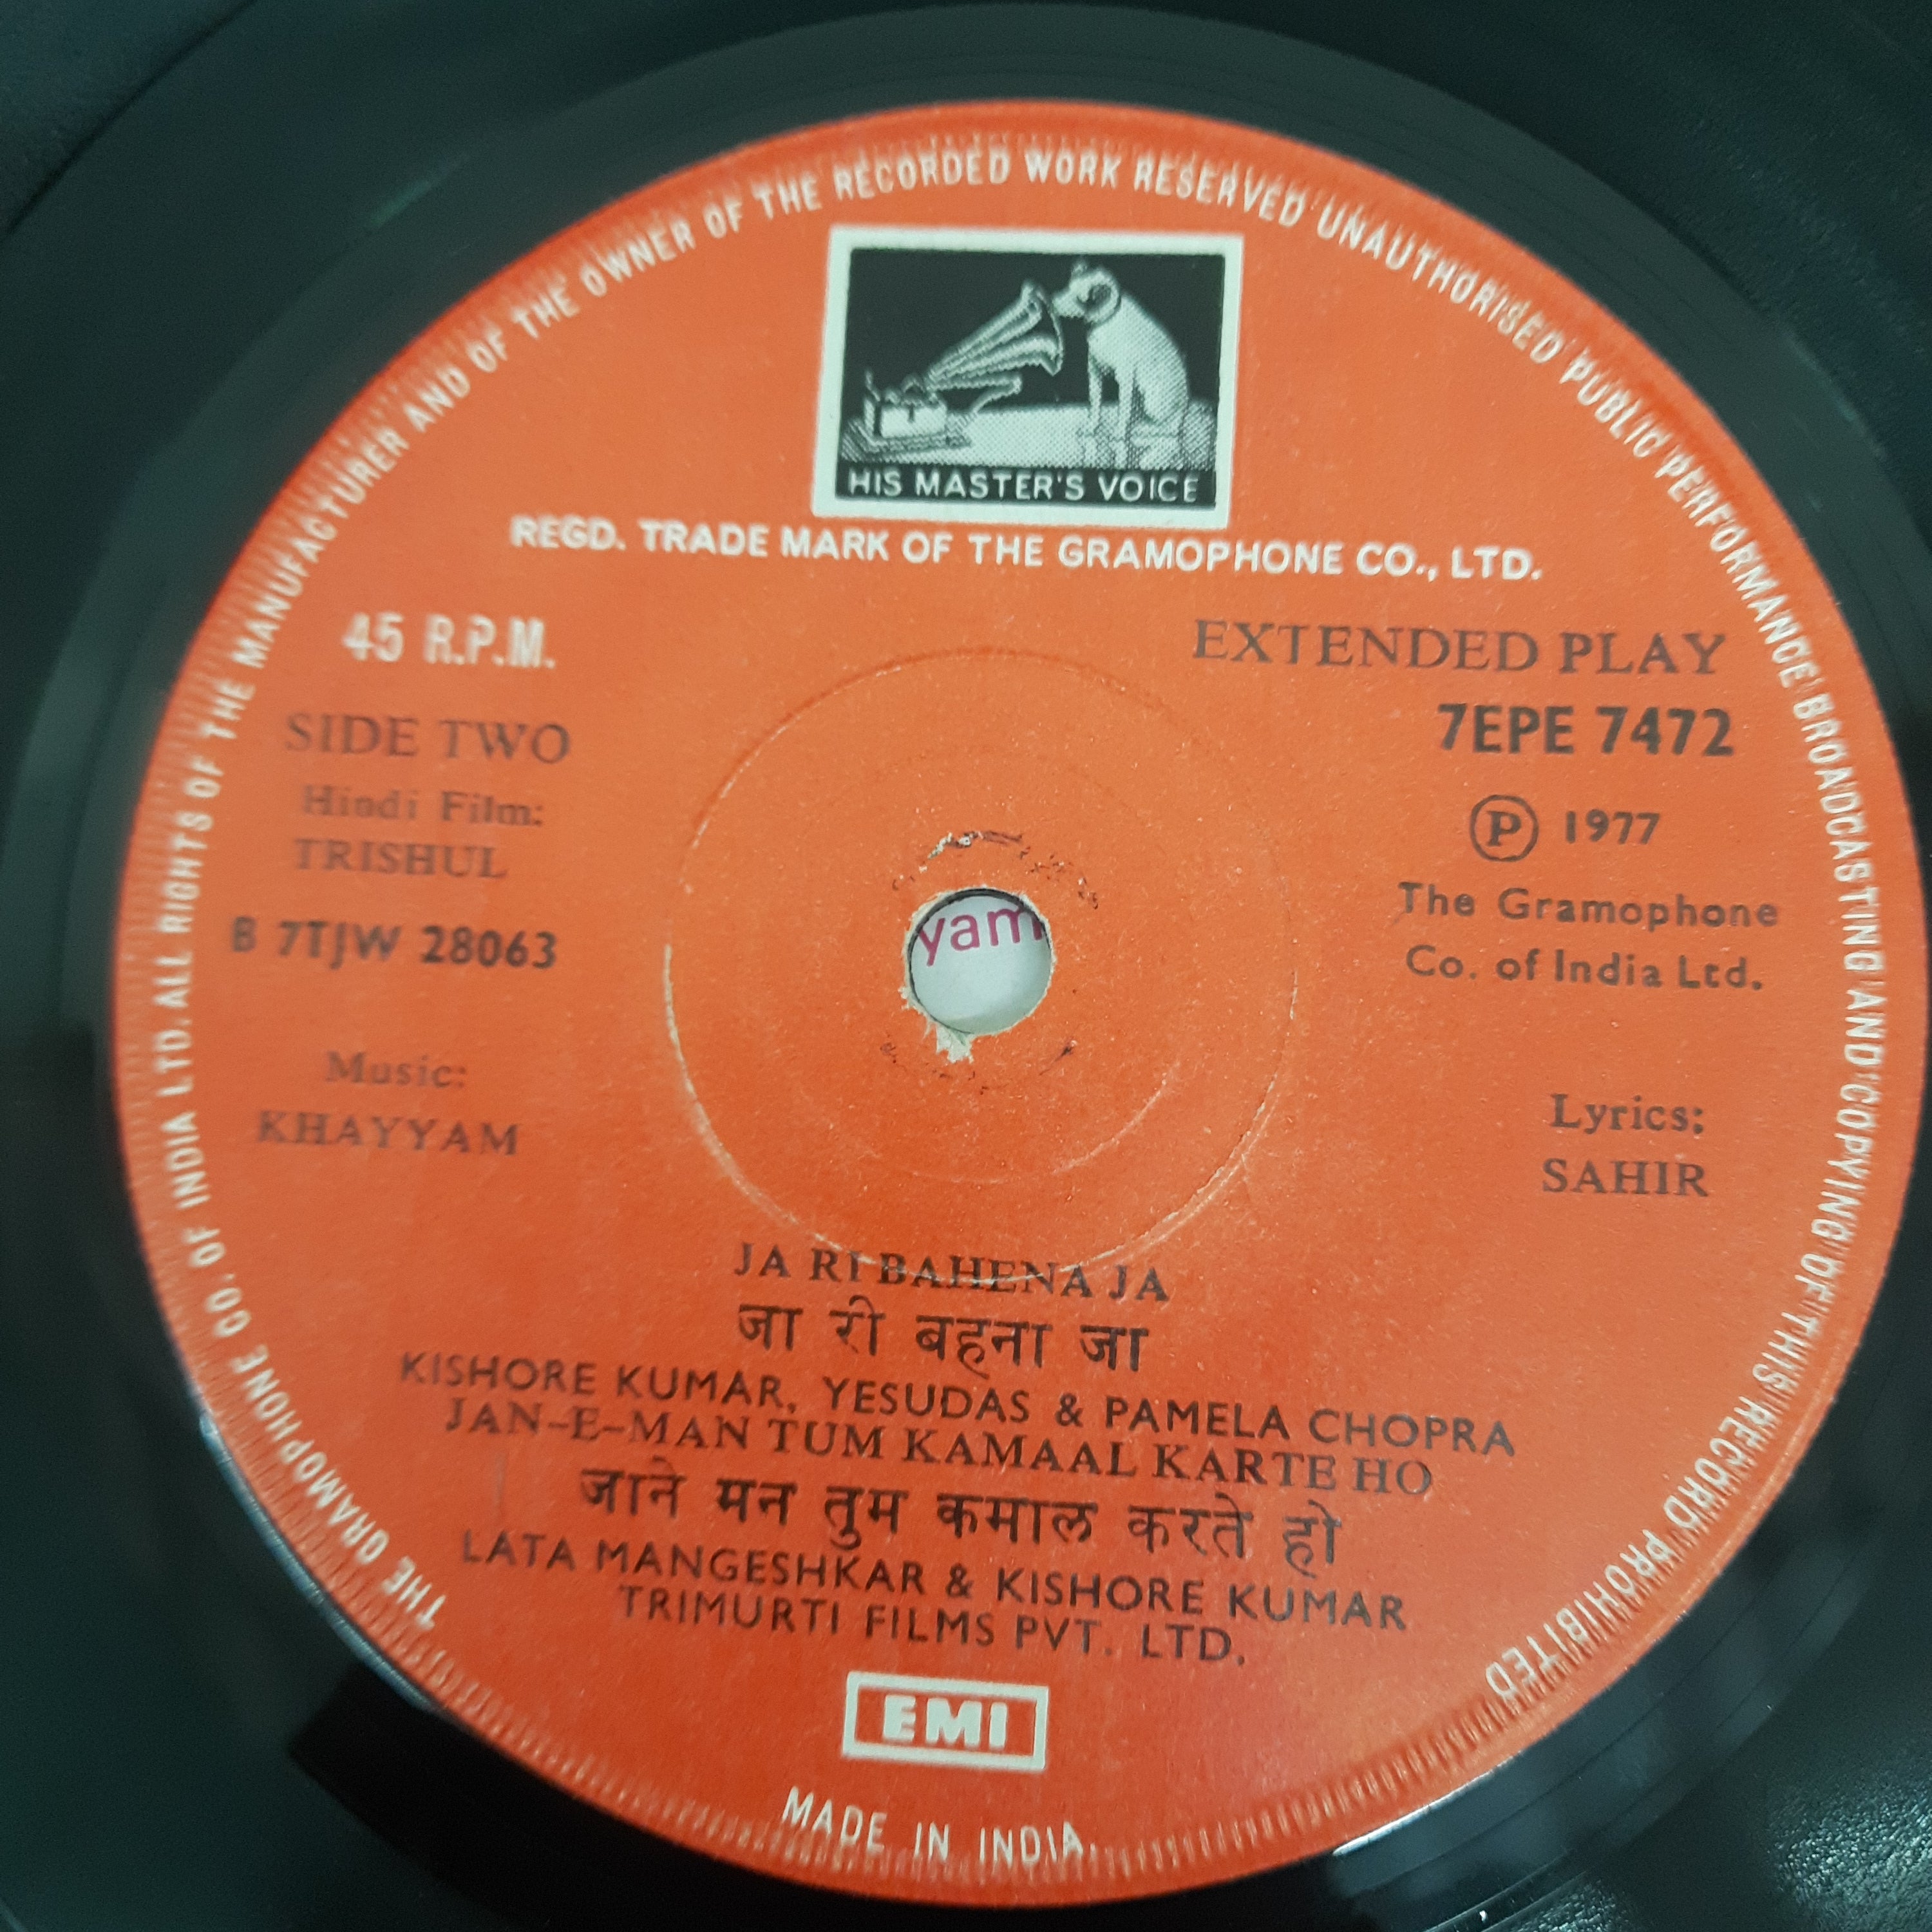 THE GRAMOPHONE CO. OF INDIA LTD. ALL RIGHTS OF THE MANUFACTURER AND OF THE OWNER OF THE RECORDED WORK RESERVED UNAUTHORISED PUBLIC PERFORMANCE BROADCASTING AND COPYING OF THIS RECORD PROHIBITED
HIS MASTER'S VOICE
REGD. TRADE MARK OF THE GRAMOPHONE CO., LTD.
45 R.P.M.
EXTENDED PLAY
SIDE TWO
7EPE 7472
Hindi Film:
TRISHUL
Ⓟ 1977
B 7TJW 28063
The Gramophone
Co. of India Ltd.
yam
Music:
KHAYYAM
Lyrics:
SAHIR
JA RI BAHENA JA
जा री बहना जा
KISHORE KUMAR, YESUDAS & PAMELA CHOPRA
JAN-E-MAN TUM KAMAAL KARTE HO
जाने मन तुम कमाल करते हो
LATA MANGESHKAR & KISHORE KUMAR
TRIMURTI FILMS PVT. LTD.
EMI
MADE IN INDIA.